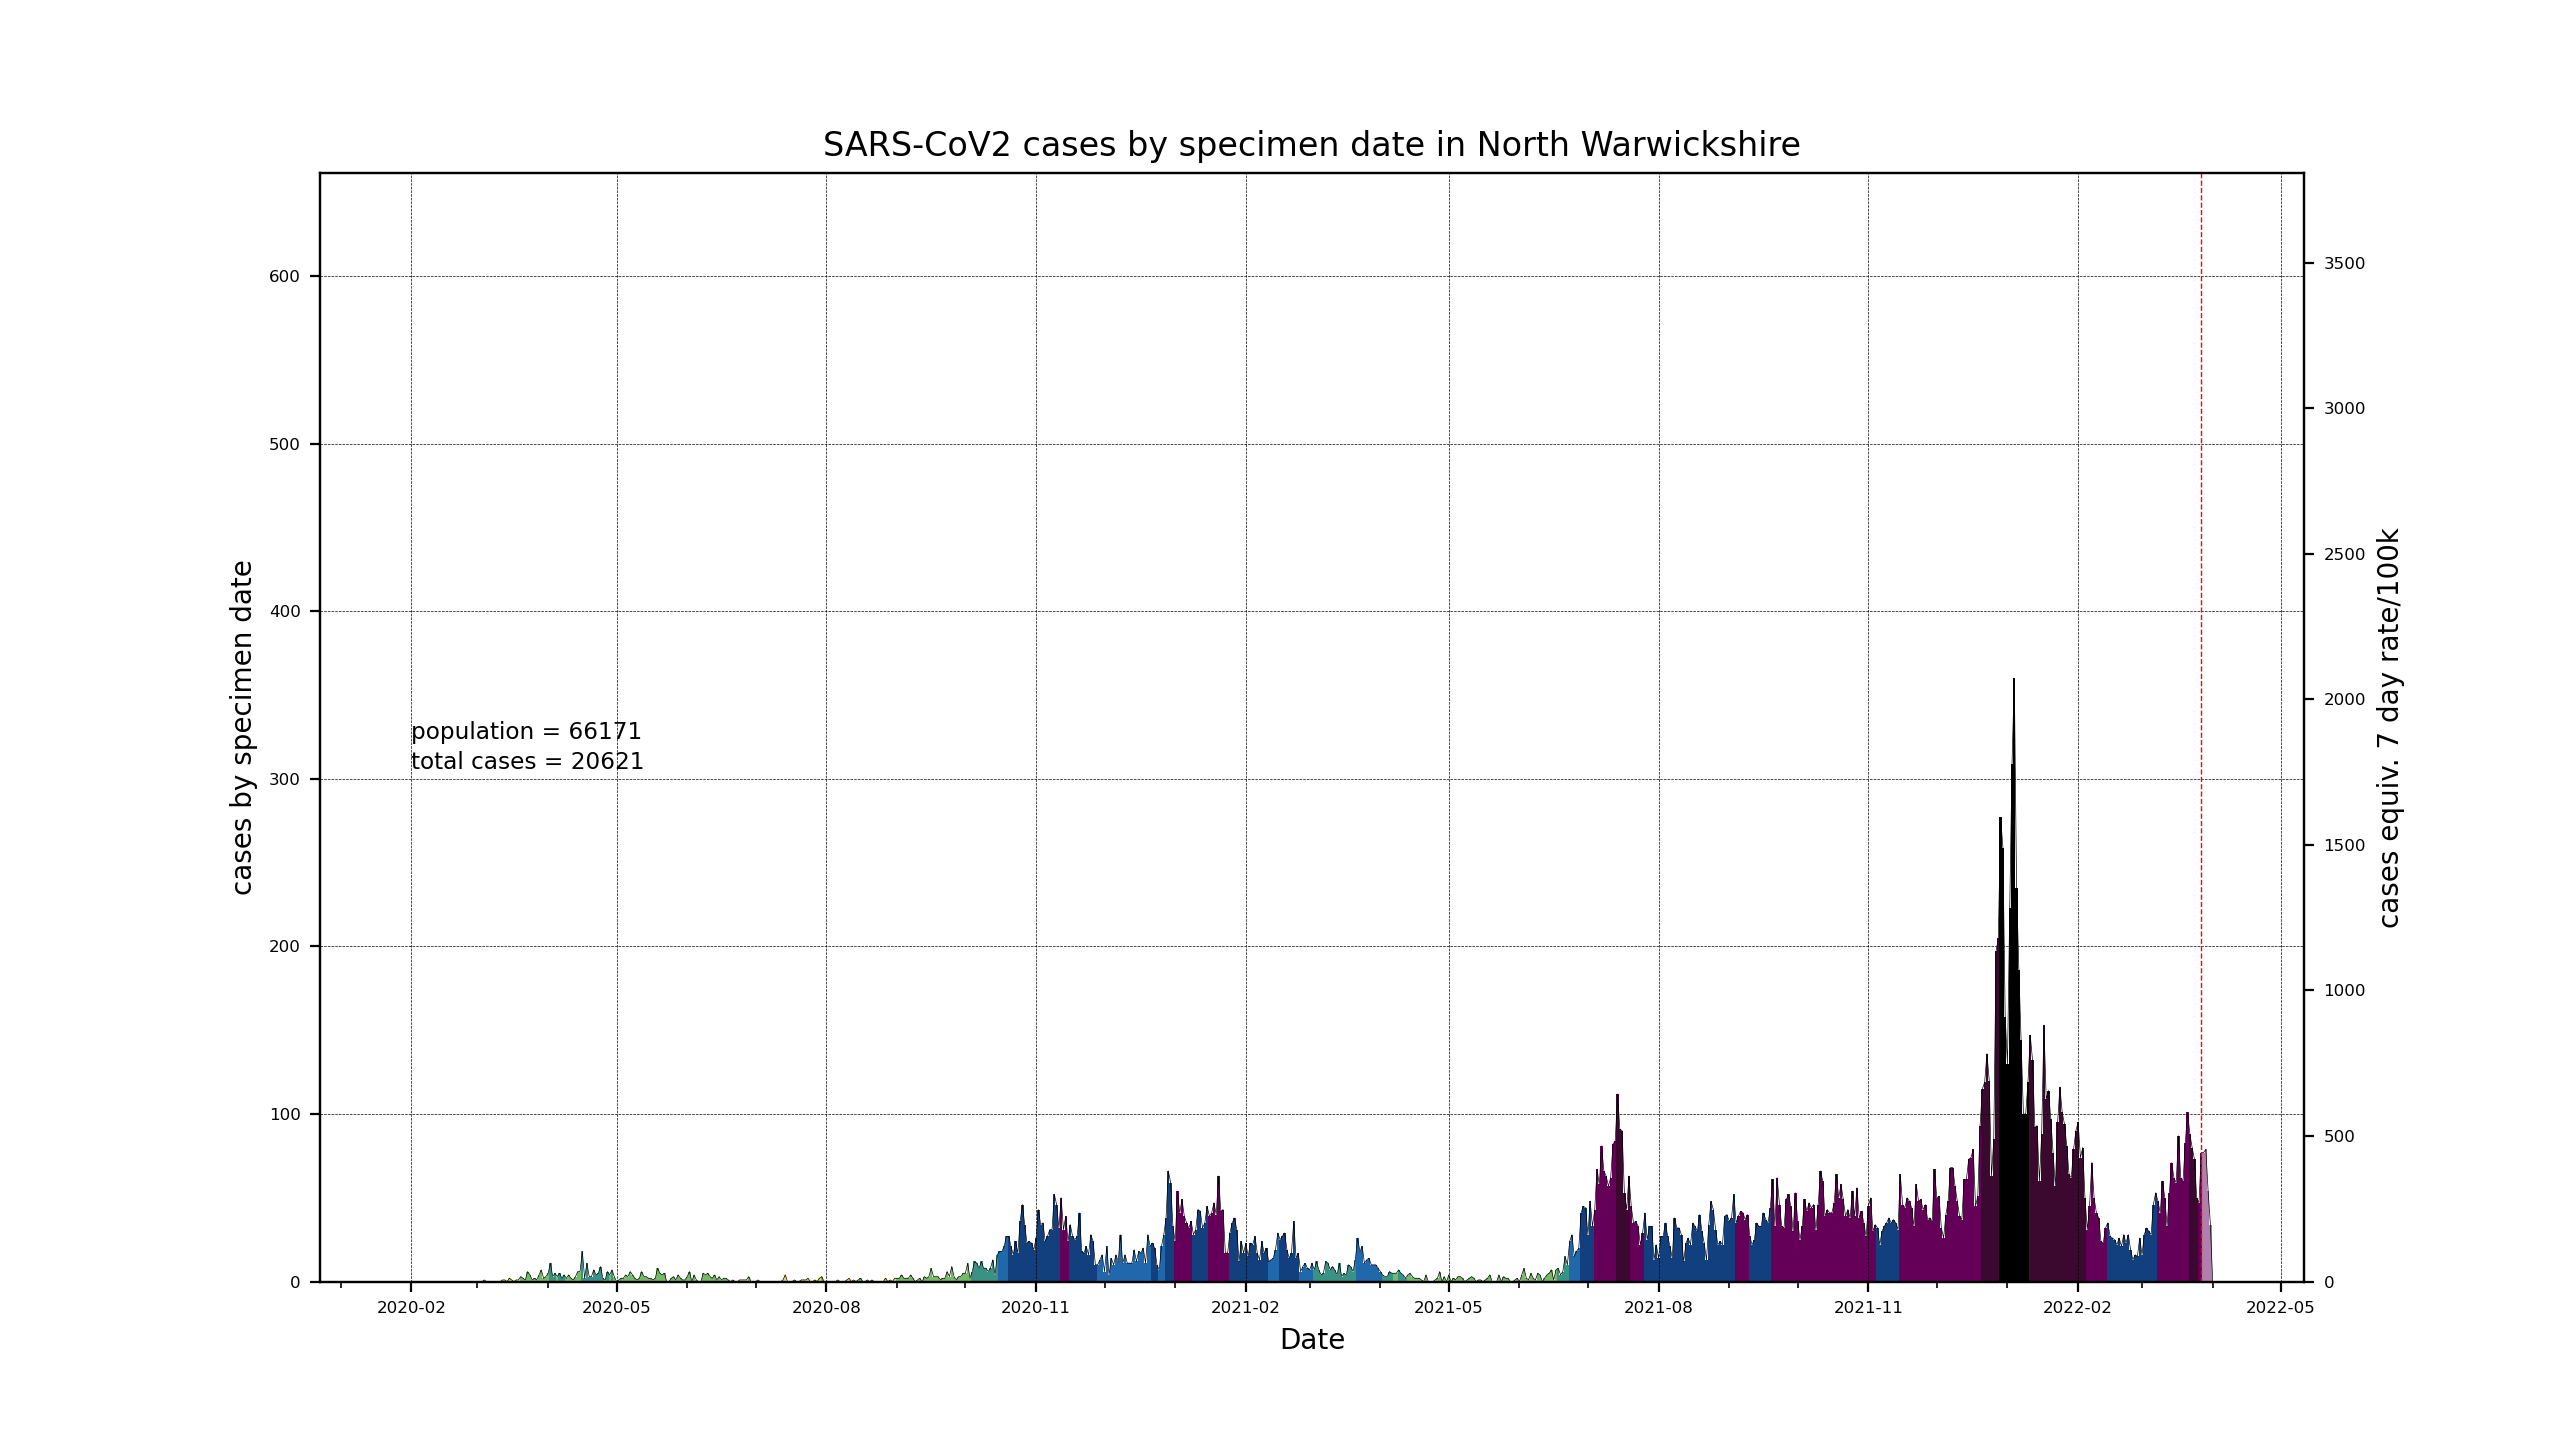 SARS-CoV2 cases by specimen date in North Warwickshire
cases by specimen date
600
500
400
300
200
100
0
population = 66171
total cases = 20621
3500
3000
2500
2000
1500
1000
500
0
cases equiv. 7 day rate/100k
2020-02 2020-05 2020-08 2020-11 2021-02 2021-05 2021-08 2021-11 2022-02 2022-05
Date